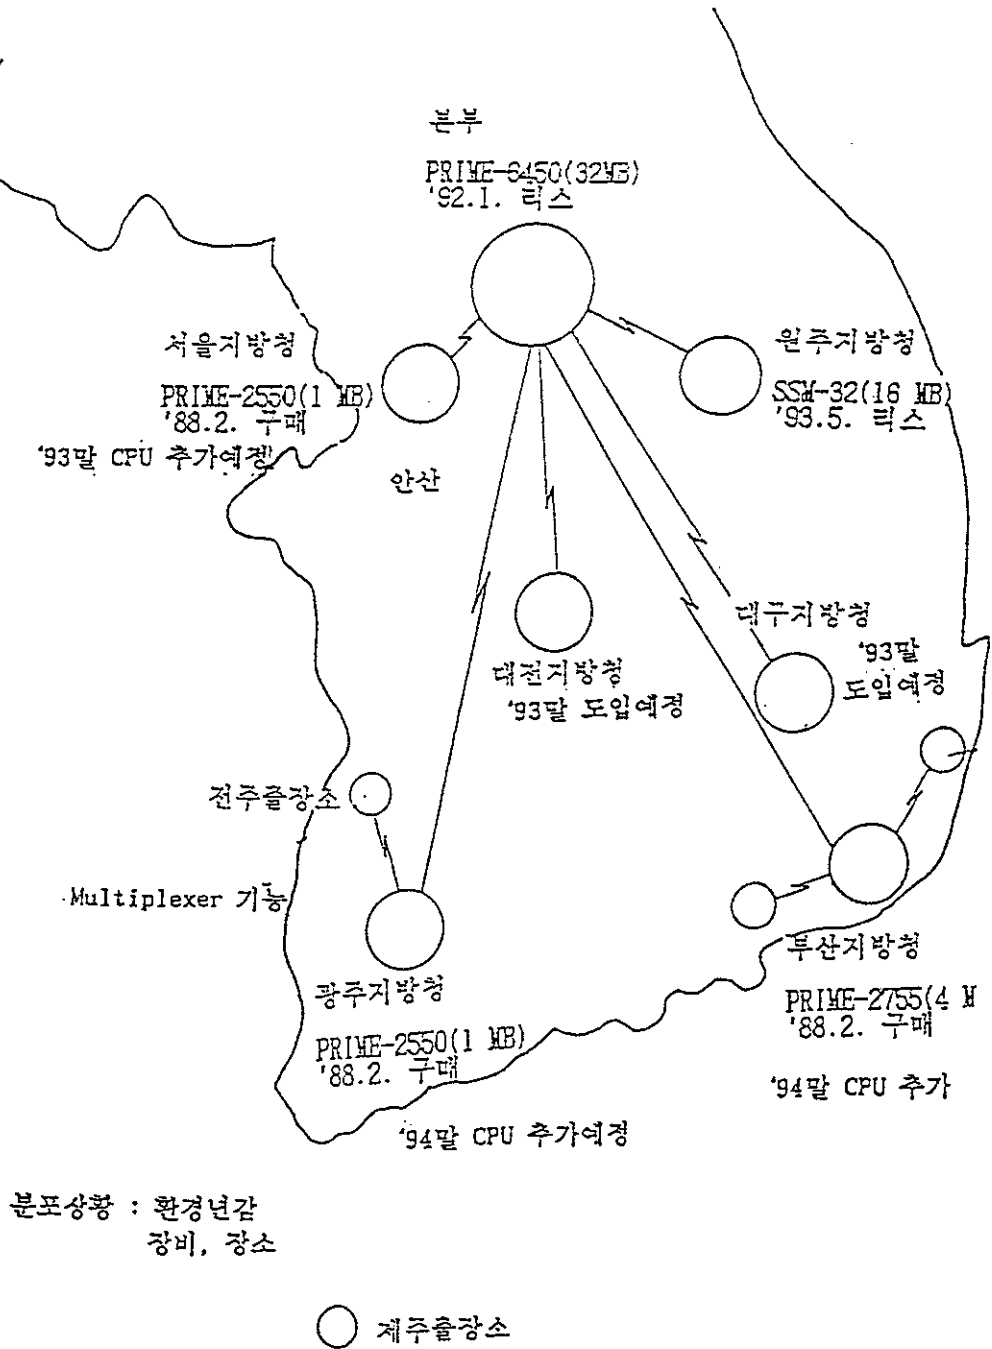 본부
PRIME-6450(32MB)
'92.1. 리스
서울지방청
PRIME-2550(1 MB)
'88.2. 구매
'93말 CPU 추가예정
원주지방청
SSM-32(16 MB)
'93.5. 리스
안산
대구지방청
'93말
도입예정
대전지방청
'93말 도입예정
전주출장소
Multiplexer 기능
광주지방청
PRIME-2550(1 MB)
'88.2. 구매
'94말 CPU 추가예정
부산지방청
PRIME-2755(4 M
'88.2. 구매
'94말 CPU 추가
분포상황 : 환경년감
장비, 장소
제주출장소